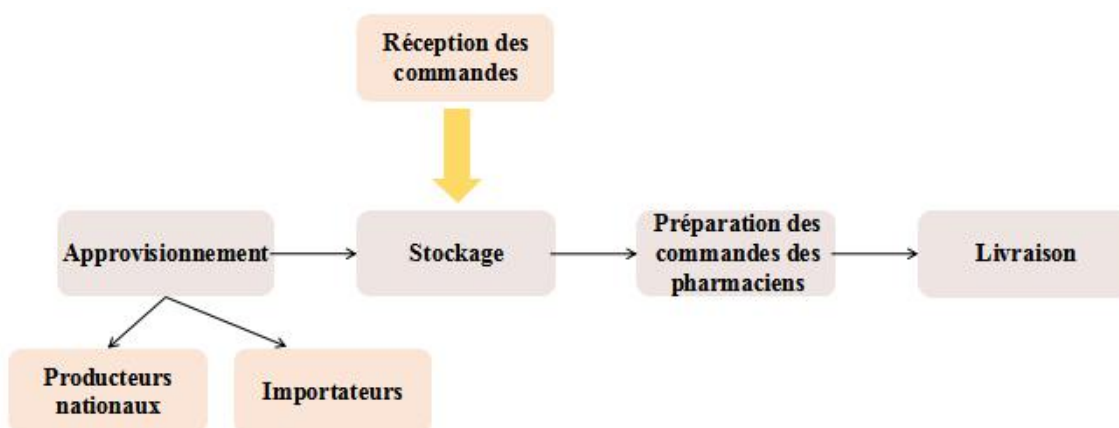 Réception des
commandes
Approvisionnement
Stockage
Préparation des
commandes des
pharmaciens
Livraison
Producteurs
nationaux
Importateurs